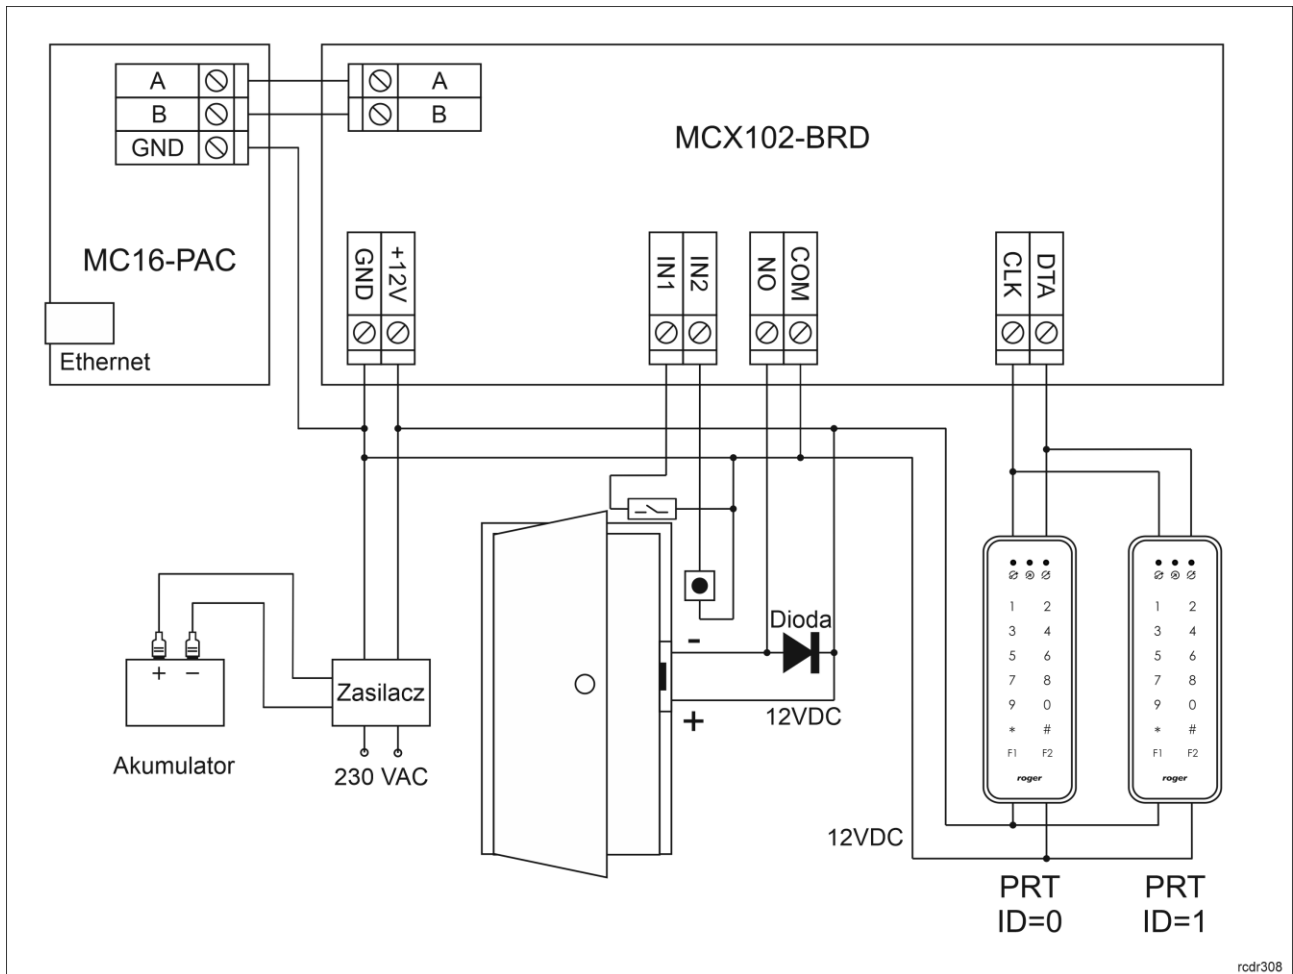 A
B
GND
A
B
MCX102-BRD
MC16-PAC
Ethernet
GND
+12V
IN1
IN2
NO
COM
CLK
DTA
Dioda
-
+
12VDC
+ −
Zasilacz
Akumulator
230 VAC
1 2
3 4
5 6
7 8
9 0
* #
F1 F2
roger
1 2
3 4
5 6
7 8
9 0
* #
F1 F2
roger
12VDC
PRT
ID=0
PRT
ID=1
rcdr308